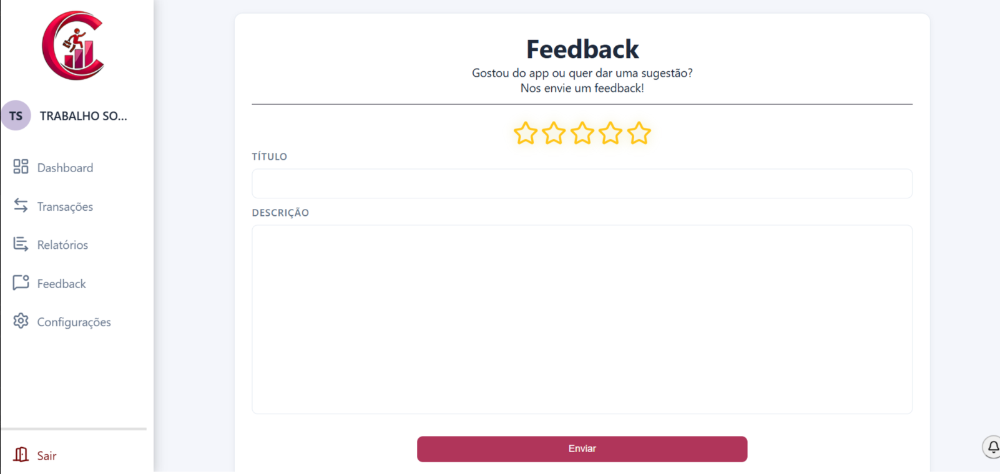 TS
TRABALHO SO...
Dashboard
Transações
Relatórios
Feedback
Configurações
Sair
Feedback
Gostou do app ou quer dar uma sugestão?
Nos envie um feedback!
TÍTULO
DESCRIÇÃO
Enviar